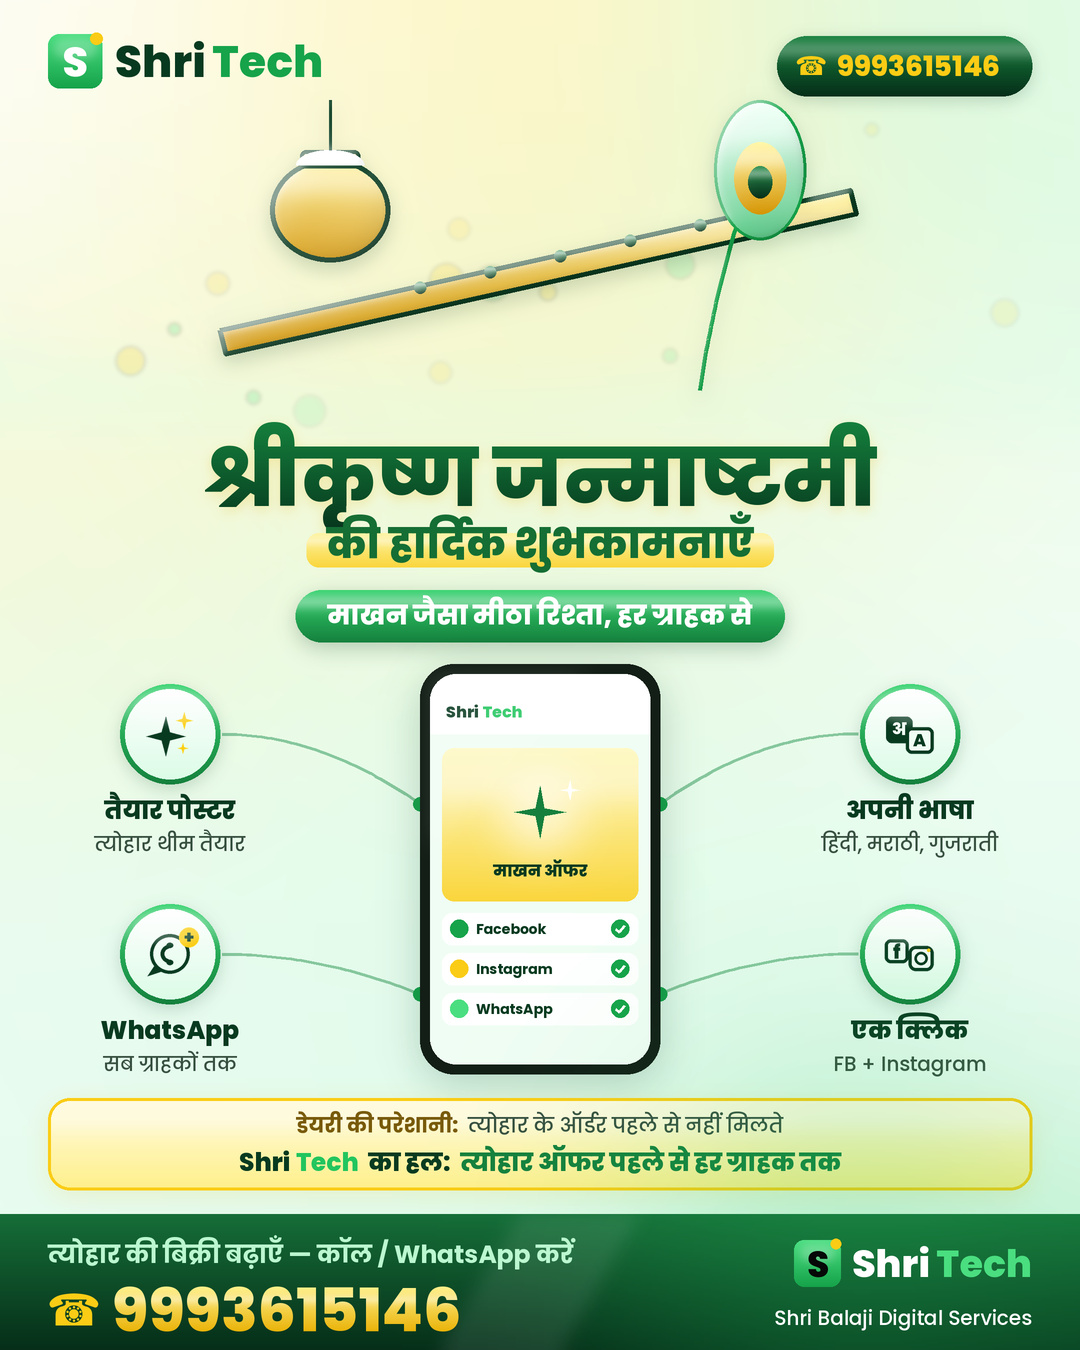 S Shri Tech
☎ 9993615146
श्रीकृष्ण जन्माष्टमी
की हार्दिक शुभकामनाएँ
माखन जैसा मीठा रिश्ता, हर ग्राहक से
Shri Tech
माखन ऑफर
Facebook
Instagram
WhatsApp
तैयार पोस्टर
त्योहार थीम तैयार
WhatsApp
सब ग्राहकों तक
अ A
अपनी भाषा
हिंदी, मराठी, गुजराती
f
एक क्लिक
FB + Instagram
डेयरी की परेशानी: त्योहार के ऑर्डर पहले से नहीं मिलते
Shri Tech का हल: त्योहार ऑफर पहले से हर ग्राहक तक
त्योहार की बिक्री बढ़ाएँ — कॉल / WhatsApp करें
☎ 9993615146
S Shri Tech
Shri Balaji Digital Services